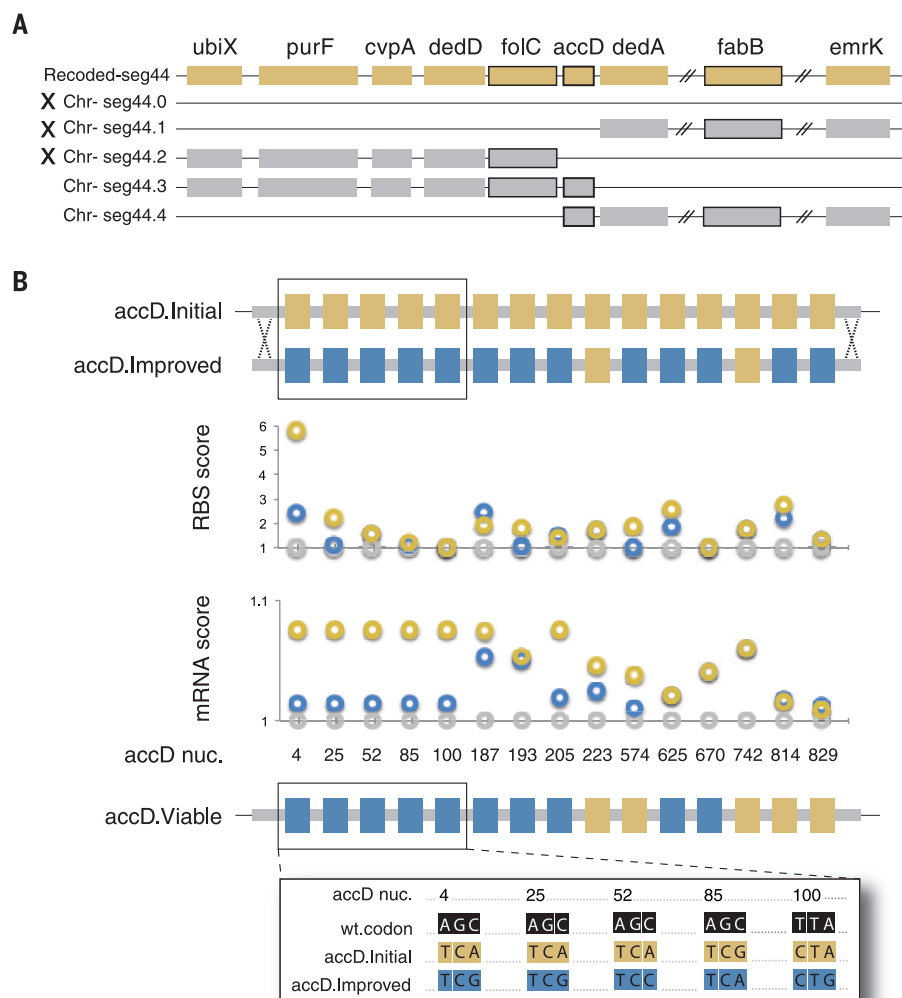 A
ubiX purF cvpA dedD folC accD dedA fabB emrK
Recoded-seg44
X Chr- seg44.0
X Chr- seg44.1
X Chr- seg44.2
Chr- seg44.3
Chr- seg44.4
B
accD.Initial
accD.Improved
RBS score
6
5
4
3
2
1
mRNA score
1.1
1
accD nuc. 4 25 52 85 100 187 193 205 223 574 625 670 742 814 829
accD.Viable
accD nuc. 4 25 52 85 100
wt.codon AGC AGC AGC AGC TTA
accD.Initial TCA TCA TCA TCG CTA
accD.Improved TCG TCG TCC TCA CTG